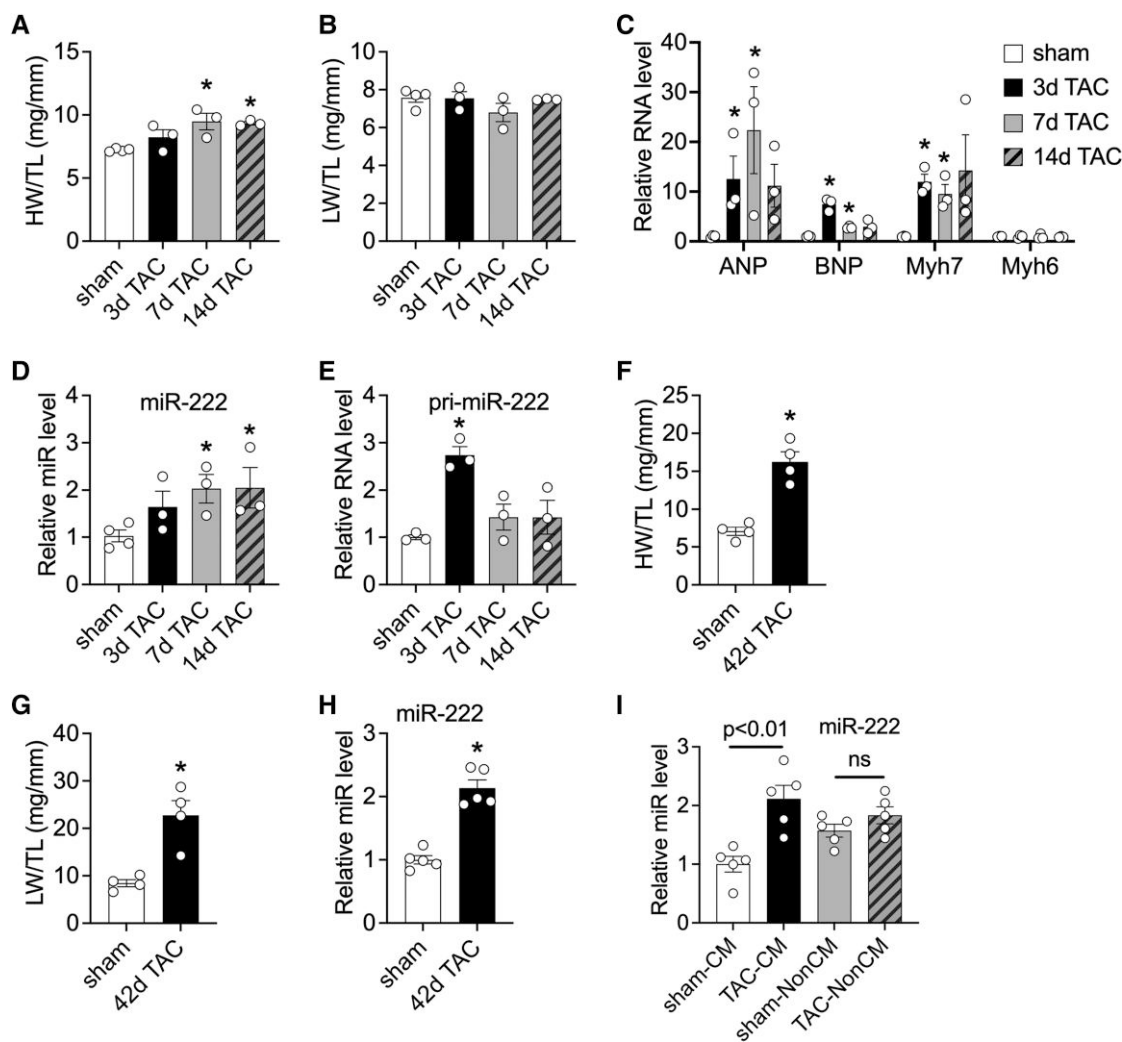 A
HW/TL (mg/mm)
15
10
5
0
* *
sham
3d TAC
7d TAC
14d TAC
B
LW/TL (mg/mm)
10
8
6
4
2
0
sham
3d TAC
7d TAC
14d TAC
C
Relative RNA level
40
30
20
10
0
* * * * * *
ANP BNP Myh7 Myh6
sham
3d TAC
7d TAC
14d TAC
D
miR-222
Relative miR level
4
3
2
1
0
* *
sham
3d TAC
7d TAC
14d TAC
E
pri-miR-222
Relative RNA level
4
3
2
1
0
*
sham
3d TAC
7d TAC
14d TAC
F
HW/TL (mg/mm)
25
20
15
10
5
0
*
sham
42d TAC
G
LW/TL (mg/mm)
40
30
20
10
0
*
sham
42d TAC
H
miR-222
Relative miR level
3
2
1
0
*
sham
42d TAC
I
miR-222
p<0.01
ns
Relative miR level
3
2
1
0
sham-CM
TAC-CM
sham-NonCM
TAC-NonCM